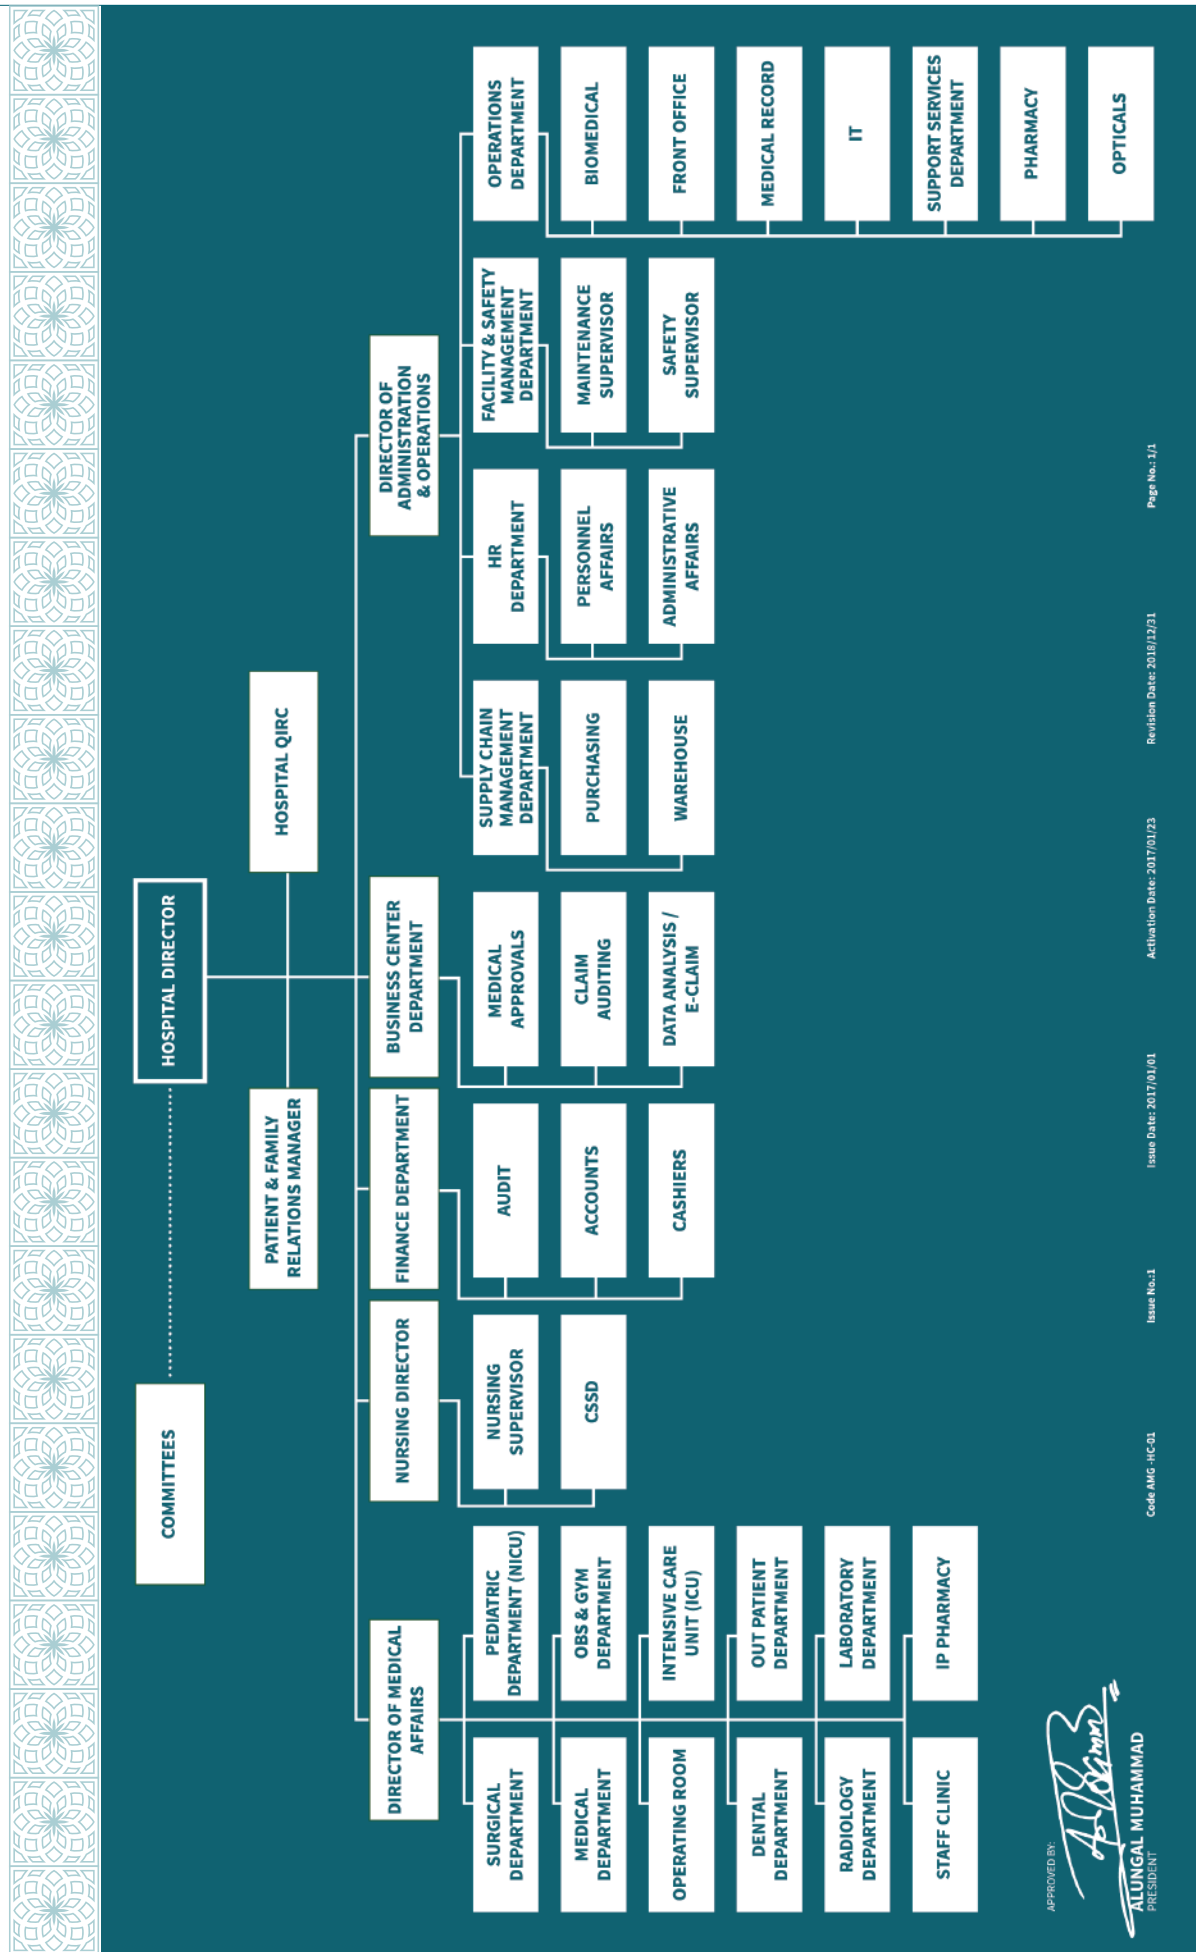 COMMITTEES
HOSPITAL DIRECTOR
PATIENT & FAMILY
RELATIONS MANAGER
HOSPITAL QIRC
DIRECTOR OF MEDICAL
AFFAIRS
NURSING DIRECTOR
FINANCE DEPARTMENT
BUSINESS CENTER
DEPARTMENT
DIRECTOR OF
ADMINISTRATION
& OPERATIONS
SURGICAL
DEPARTMENT
PEDIATRIC
DEPARTMENT (NICU)
MEDICAL
DEPARTMENT
OBS & GYM
DEPARTMENT
OPERATING ROOM
INTENSIVE CARE
UNIT (ICU)
DENTAL
DEPARTMENT
OUT PATIENT
DEPARTMENT
RADIOLOGY
DEPARTMENT
LABORATORY
DEPARTMENT
STAFF CLINIC
IP PHARMACY
NURSING
SUPERVISOR
CSSD
AUDIT
ACCOUNTS
CASHIERS
MEDICAL
APPROVALS
CLAIM
AUDITING
DATA ANALYSIS /
E-CLAIM
SUPPLY CHAIN
MANAGEMENT
DEPARTMENT
PURCHASING
WAREHOUSE
HR
DEPARTMENT
PERSONNEL
AFFAIRS
ADMINISTRATIVE
AFFAIRS
FACILITY & SAFETY
MANAGEMENT
DEPARTMENT
MAINTENANCE
SUPERVISOR
SAFETY
SUPERVISOR
OPERATIONS
DEPARTMENT
BIOMEDICAL
FRONT OFFICE
MEDICAL RECORD
IT
SUPPORT SERVICES
DEPARTMENT
PHARMACY
OPTICALS
APPROVED BY:
ALUNGAL MUHAMMAD
PRESIDENT
Code AMG -HC-01
Issue No.:1
Issue Date: 2017/01/01
Activation Date: 2017/01/23
Revision Date: 2018/12/31
Page No.: 1/1